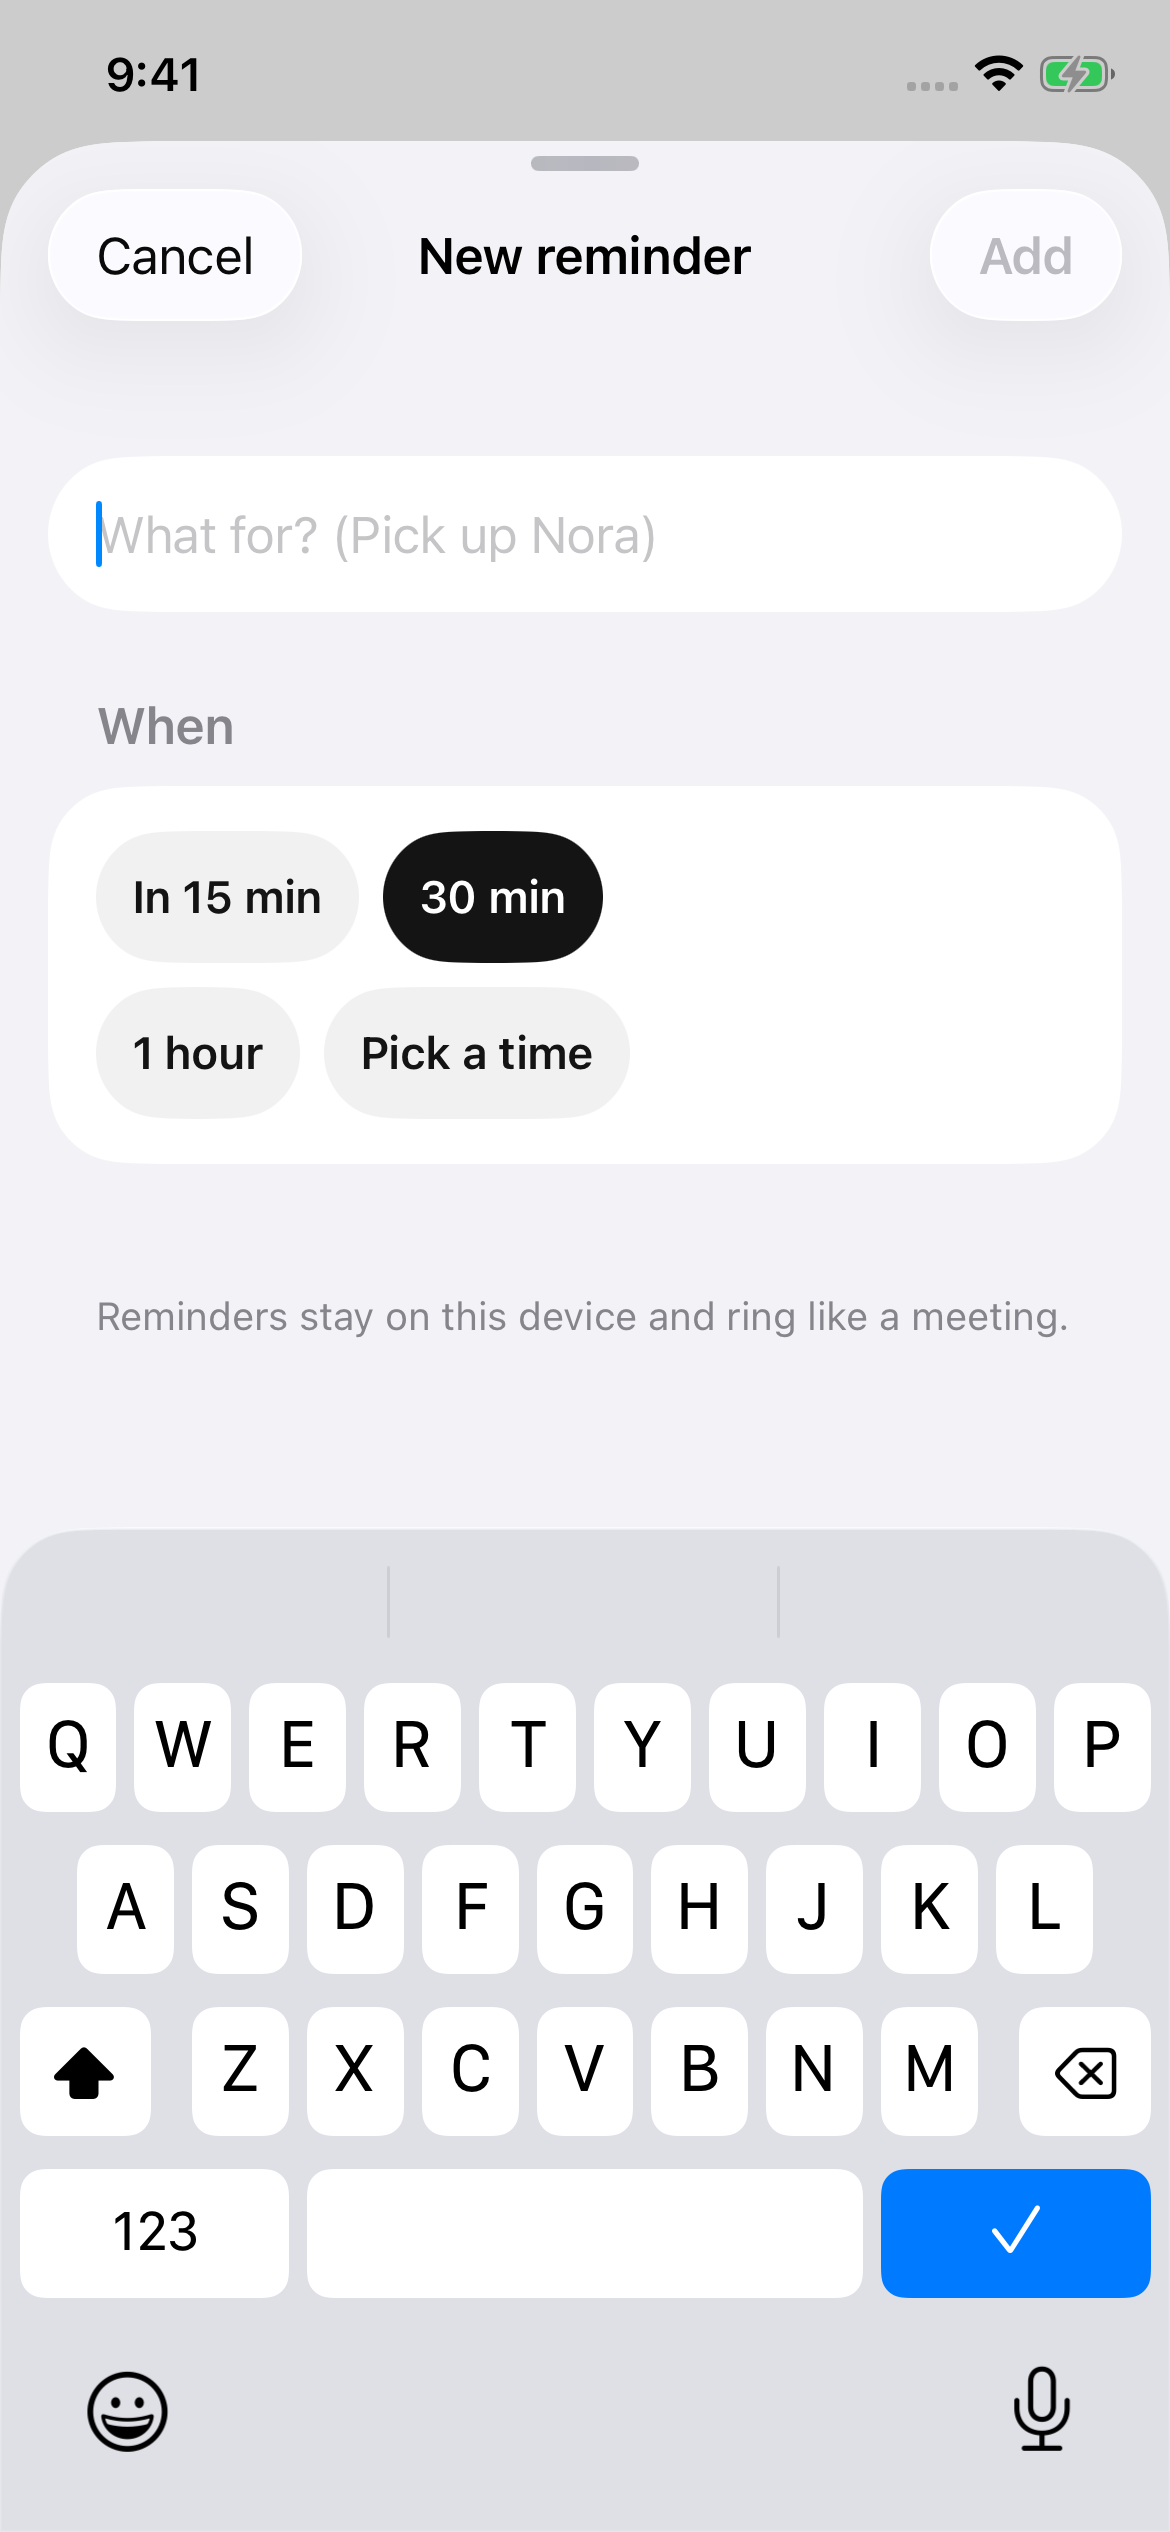 9:41
Cancel New reminder Add
What for? (Pick up Nora)
When
In 15 min 30 min
1 hour Pick a time
Reminders stay on this device and ring like a meeting.
Q W E R T Y U I O P
A S D F G H J K L
Z X C V B N M
123